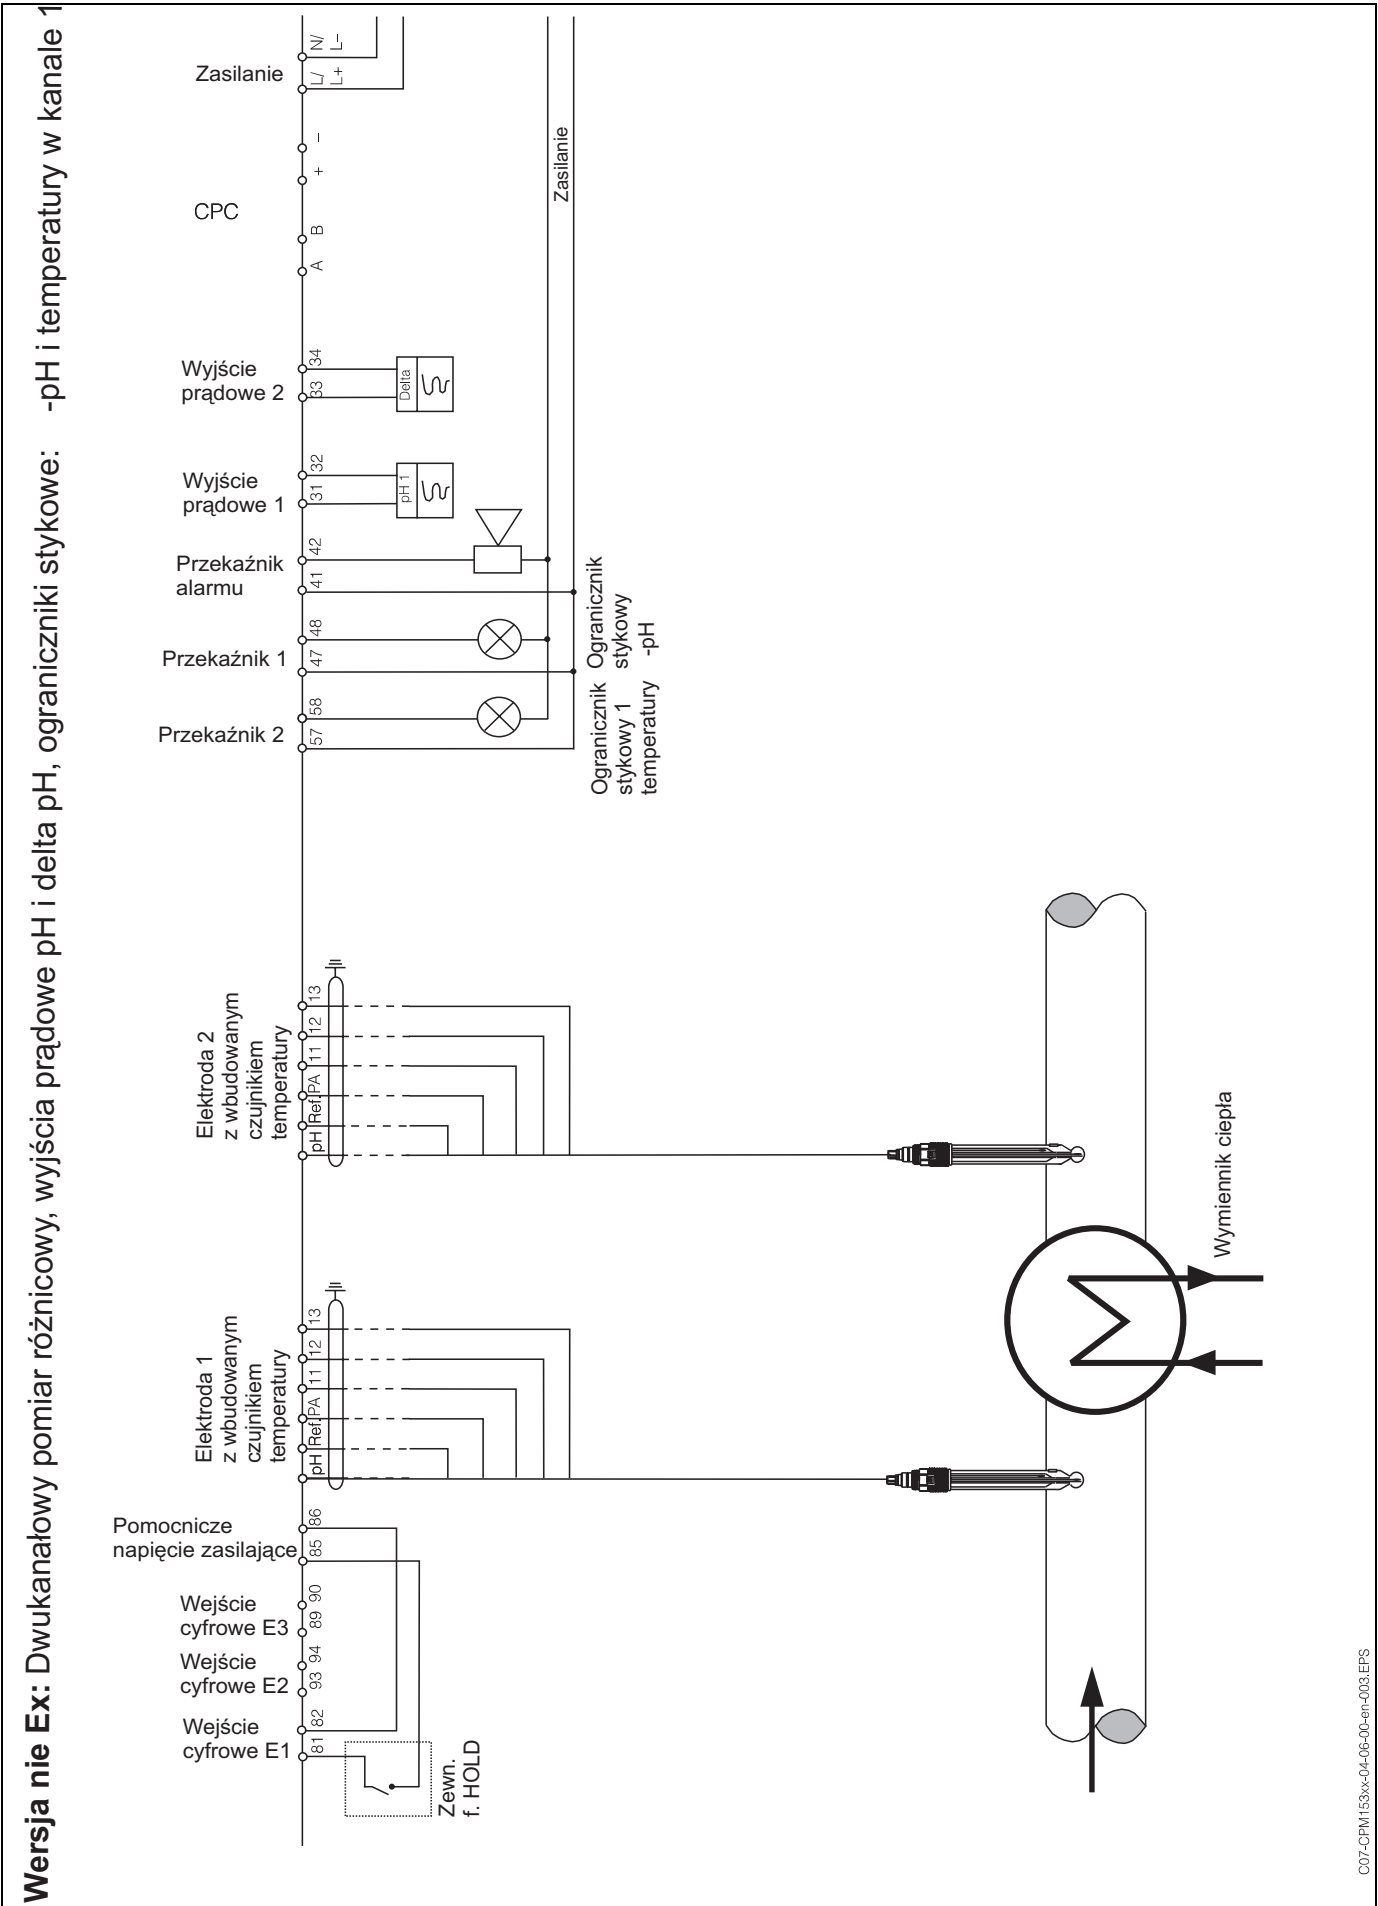 Wersja nie Ex: Dwukanałowy pomiar różnicowy, wyjścia prądowe pH i delta pH, ograniczniki stykowe: -pH i temperatury w kanale 1
Zasilanie
N/
L–
L/
L+
CPC
–
+
B
A
Zasilanie
Wyjście
prądowe 2
34
33
Delta
Wyjście
prądowe 1
32
31
pH 1
Przekaźnik
alarmu
42
41
Przekaźnik 1
48
47
Ogranicznik
stykowy
-pH
Przekaźnik 2
58
57
Ogranicznik
stykowy 1
temperatury
Elektroda 2
z wbudowanym
czujnikiem
temperatury
pH Ref. PA 11 12 13
Elektroda 1
z wbudowanym
czujnikiem
temperatury
pH Ref. PA 11 12 13
Wymiennik ciepła
Pomocnicze
napięcie zasilające
86
85
Wejście
cyfrowe E3
90
89
Wejście
cyfrowe E2
94
93
Wejście
cyfrowe E1
82
81
Zewn.
f. HOLD
C07-CPM153xx-04-06-00-en-003.EPS